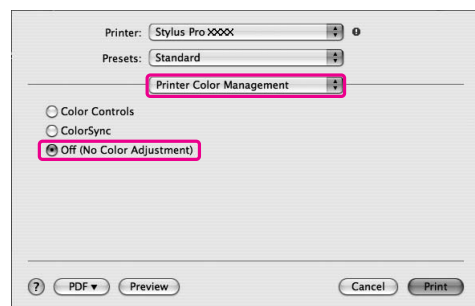 Printer: Stylus Pro XXXX
Presets: Standard
Printer Color Management
Color Controls
ColorSync
Off (No Color Adjustment)
? PDF▼ Preview Cancel Print